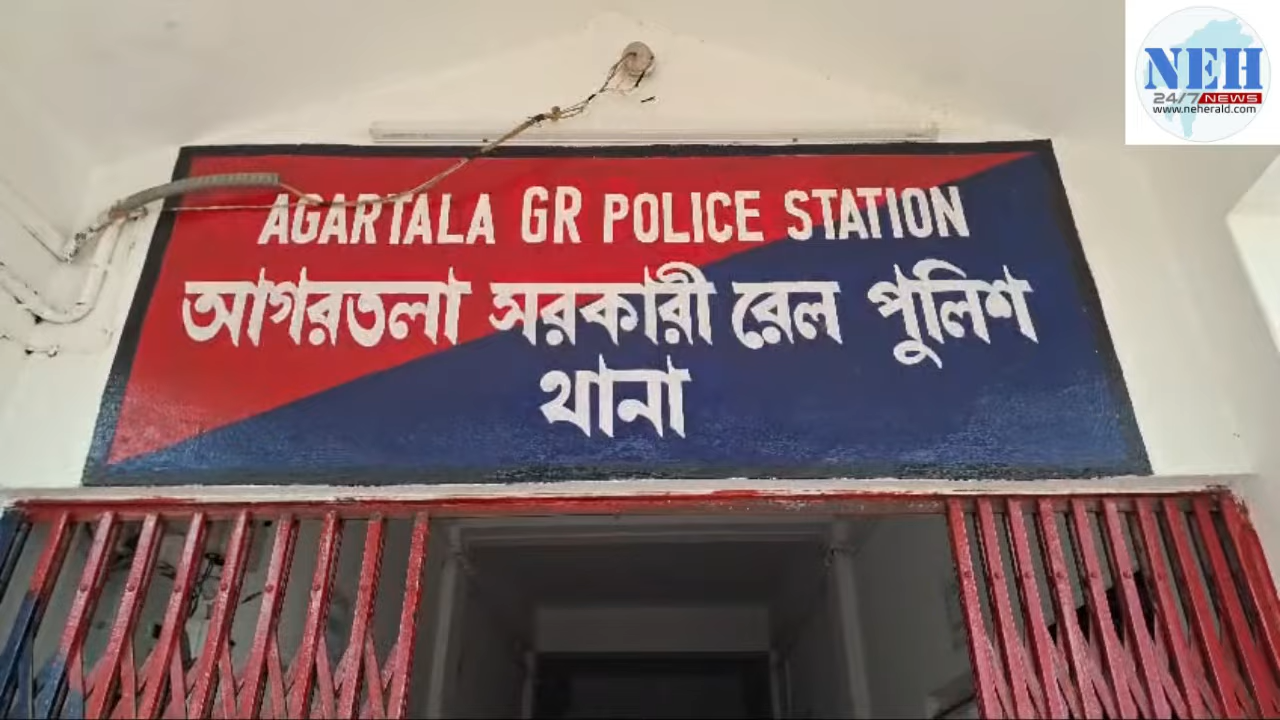 AGARTALA GR POLICE STATION
আগরতলা সরকারী রেল পুলিশ
থানা
NEH
24/7 NEWS
www.neherald.com